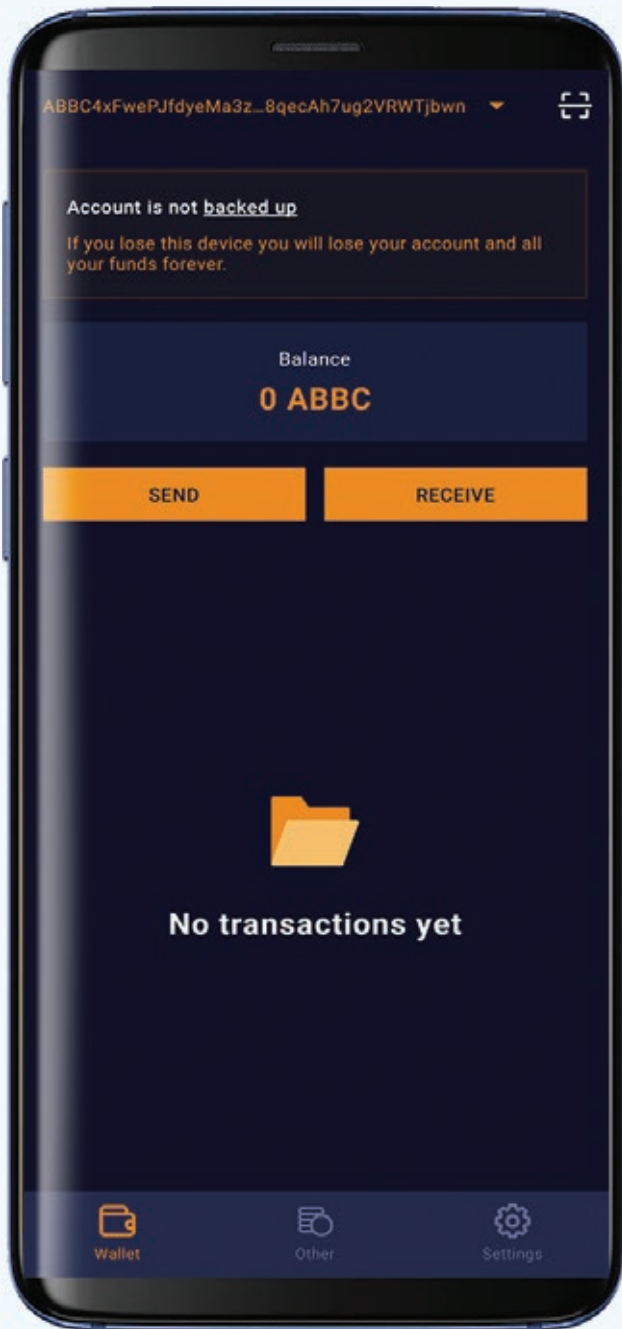 ABBC4xFwePJfdyeMa3z...8qecAh7ug2VRWTjbwn
Account is not backed up
If you lose this device you will lose your account and all
your funds forever.
Balance
0 ABBC
SEND
RECEIVE
No transactions yet
Wallet
Other
Settings